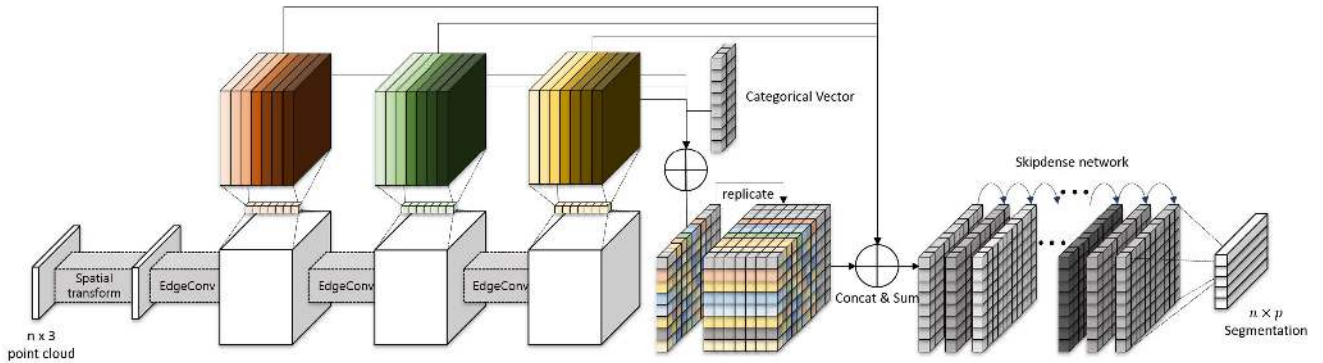 Categorical Vector
Skipdense network
replicate
Spatial
transform
EdgeConv
EdgeConv
EdgeConv
Concat & Sum
n x 3
point cloud
n × p
Segmentation